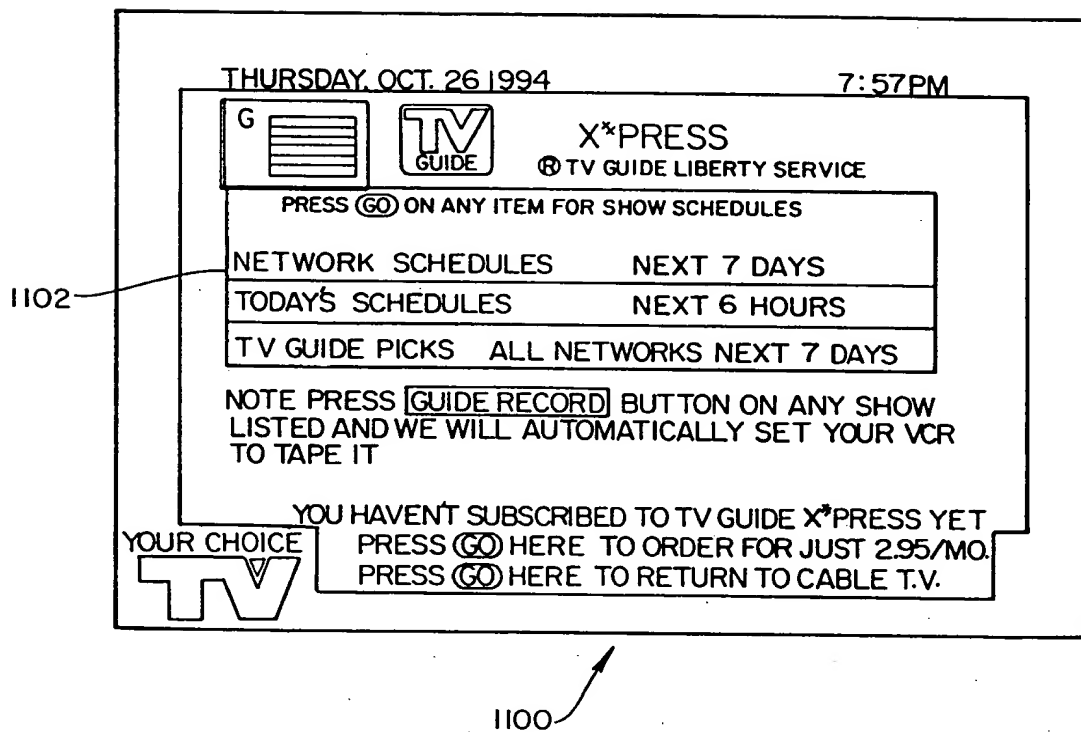 THURSDAY, OCT. 26 1994 7:57PM
G
TV GUIDE
X*PRESS
® TV GUIDE LIBERTY SERVICE
PRESS GO ON ANY ITEM FOR SHOW SCHEDULES
NETWORK SCHEDULES NEXT 7 DAYS
TODAY'S SCHEDULES NEXT 6 HOURS
TV GUIDE PICKS ALL NETWORKS NEXT 7 DAYS
1102
NOTE PRESS GUIDE RECORD BUTTON ON ANY SHOW
LISTED AND WE WILL AUTOMATICALLY SET YOUR VCR
TO TAPE IT
YOU HAVEN'T SUBSCRIBED TO TV GUIDE X*PRESS YET
PRESS GO HERE TO ORDER FOR JUST 2.95/MO.
PRESS GO HERE TO RETURN TO CABLE T.V.
YOUR CHOICE
TV
1100